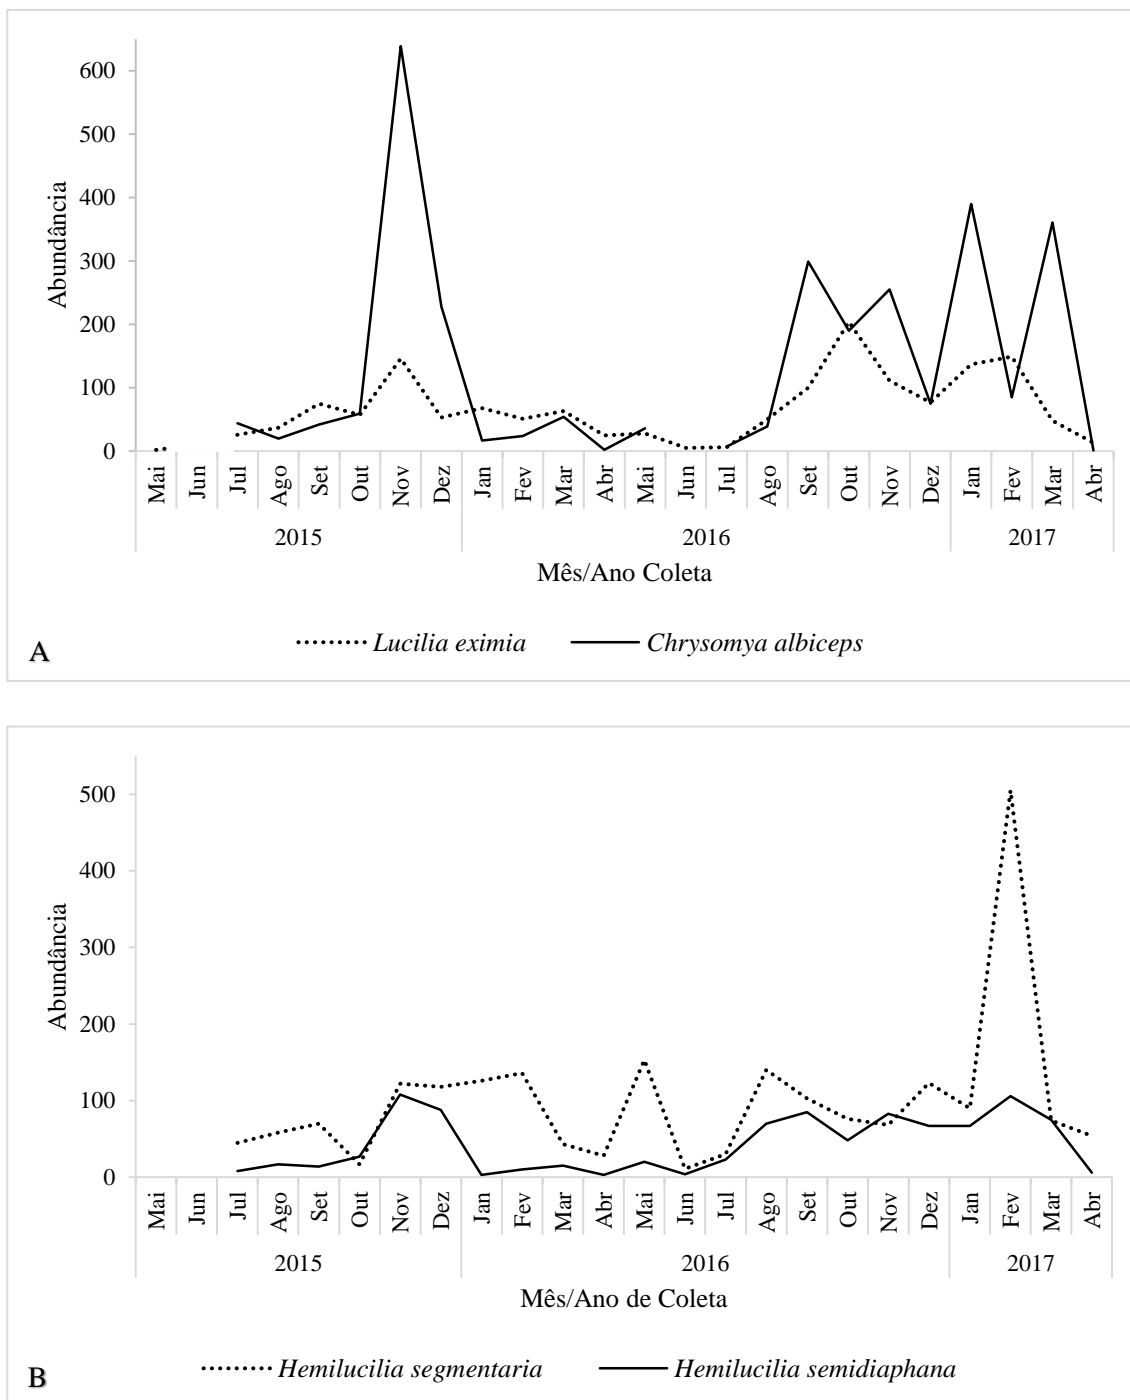 600
500
400
300
200
100
0
Abundância
Mai Jun Jul Ago Set Out Nov Dez Jan Fev Mar Abr Mai Jun Jul Ago Set Out Nov Dez Jan Fev Mar Abr
2015 2016 2017
Mês/Ano Coleta
Lucilia eximia Chrysomya albiceps
A
500
400
300
200
100
0
Abundância
Mai Jun Jul Ago Set Out Nov Dez Jan Fev Mar Abr Mai Jun Jul Ago Set Out Nov Dez Jan Fev Mar Abr
2015 2016 2017
Mês/Ano de Coleta
Hemilucilia segmentaria Hemilucilia semidiaphana
B